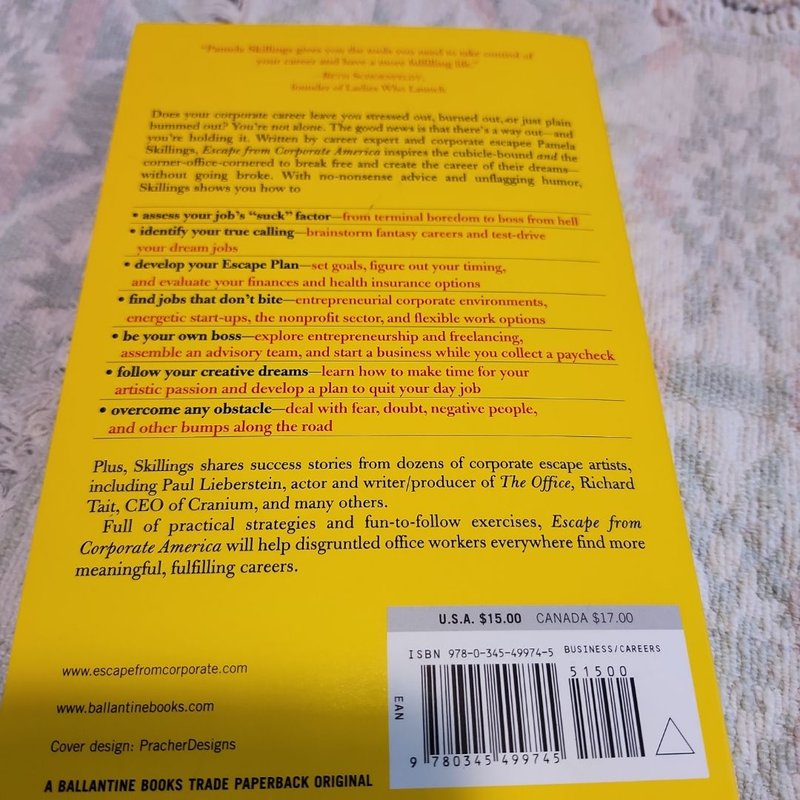 "Pamela Skillings gives you the tools you need to take control of
your career and have a more fulfilling life."
founder of Ladies Who Launch
Does your corporate career leave you stressed out, burned out, or just plain
bummed out? You're not alone. The good news is that there's a way out—and
you're holding it. Written by career expert and corporate escapee Pamela
Skillings, Escape from Corporate America inspires the cubicle-bound and the
corner-office-cornered to break free and create the career of their dreams—
without going broke. With no-nonsense advice and unflagging humor,
Skillings shows you how to
• assess your job's "suck" factor—from terminal boredom to boss from hell
• identify your true calling—brainstorm fantasy careers and test-drive
your dream jobs
• develop your Escape Plan—set goals, figure out your timing,
and evaluate your finances and health insurance options
• find jobs that don't bite—entrepreneurial corporate environments,
energetic start-ups, the nonprofit sector, and flexible work options
• be your own boss—explore entrepreneurship and freelancing,
assemble an advisory team, and start a business while you collect a paycheck
• follow your creative dreams—learn how to make time for your
artistic passion and develop a plan to quit your day job
• overcome any obstacle—deal with fear, doubt, negative people,
and other bumps along the road
Plus, Skillings shares success stories from dozens of corporate escape artists,
including Paul Lieberstein, actor and writer/producer of The Office, Richard
Tait, CEO of Cranium, and many others.
Full of practical strategies and fun-to-follow exercises, Escape from
Corporate America will help disgruntled office workers everywhere find more
meaningful, fulfilling careers.
U.S.A. $15.00 CANADA $17.00
ISBN 978-0-345-49974-5 BUSINESS/CAREERS
51500
EAN
9 780345 499745
www.escapefromcorporate.com
www.ballantinebooks.com
Cover design: PracherDesigns
A BALLANTINE BOOKS TRADE PAPERBACK ORIGINAL